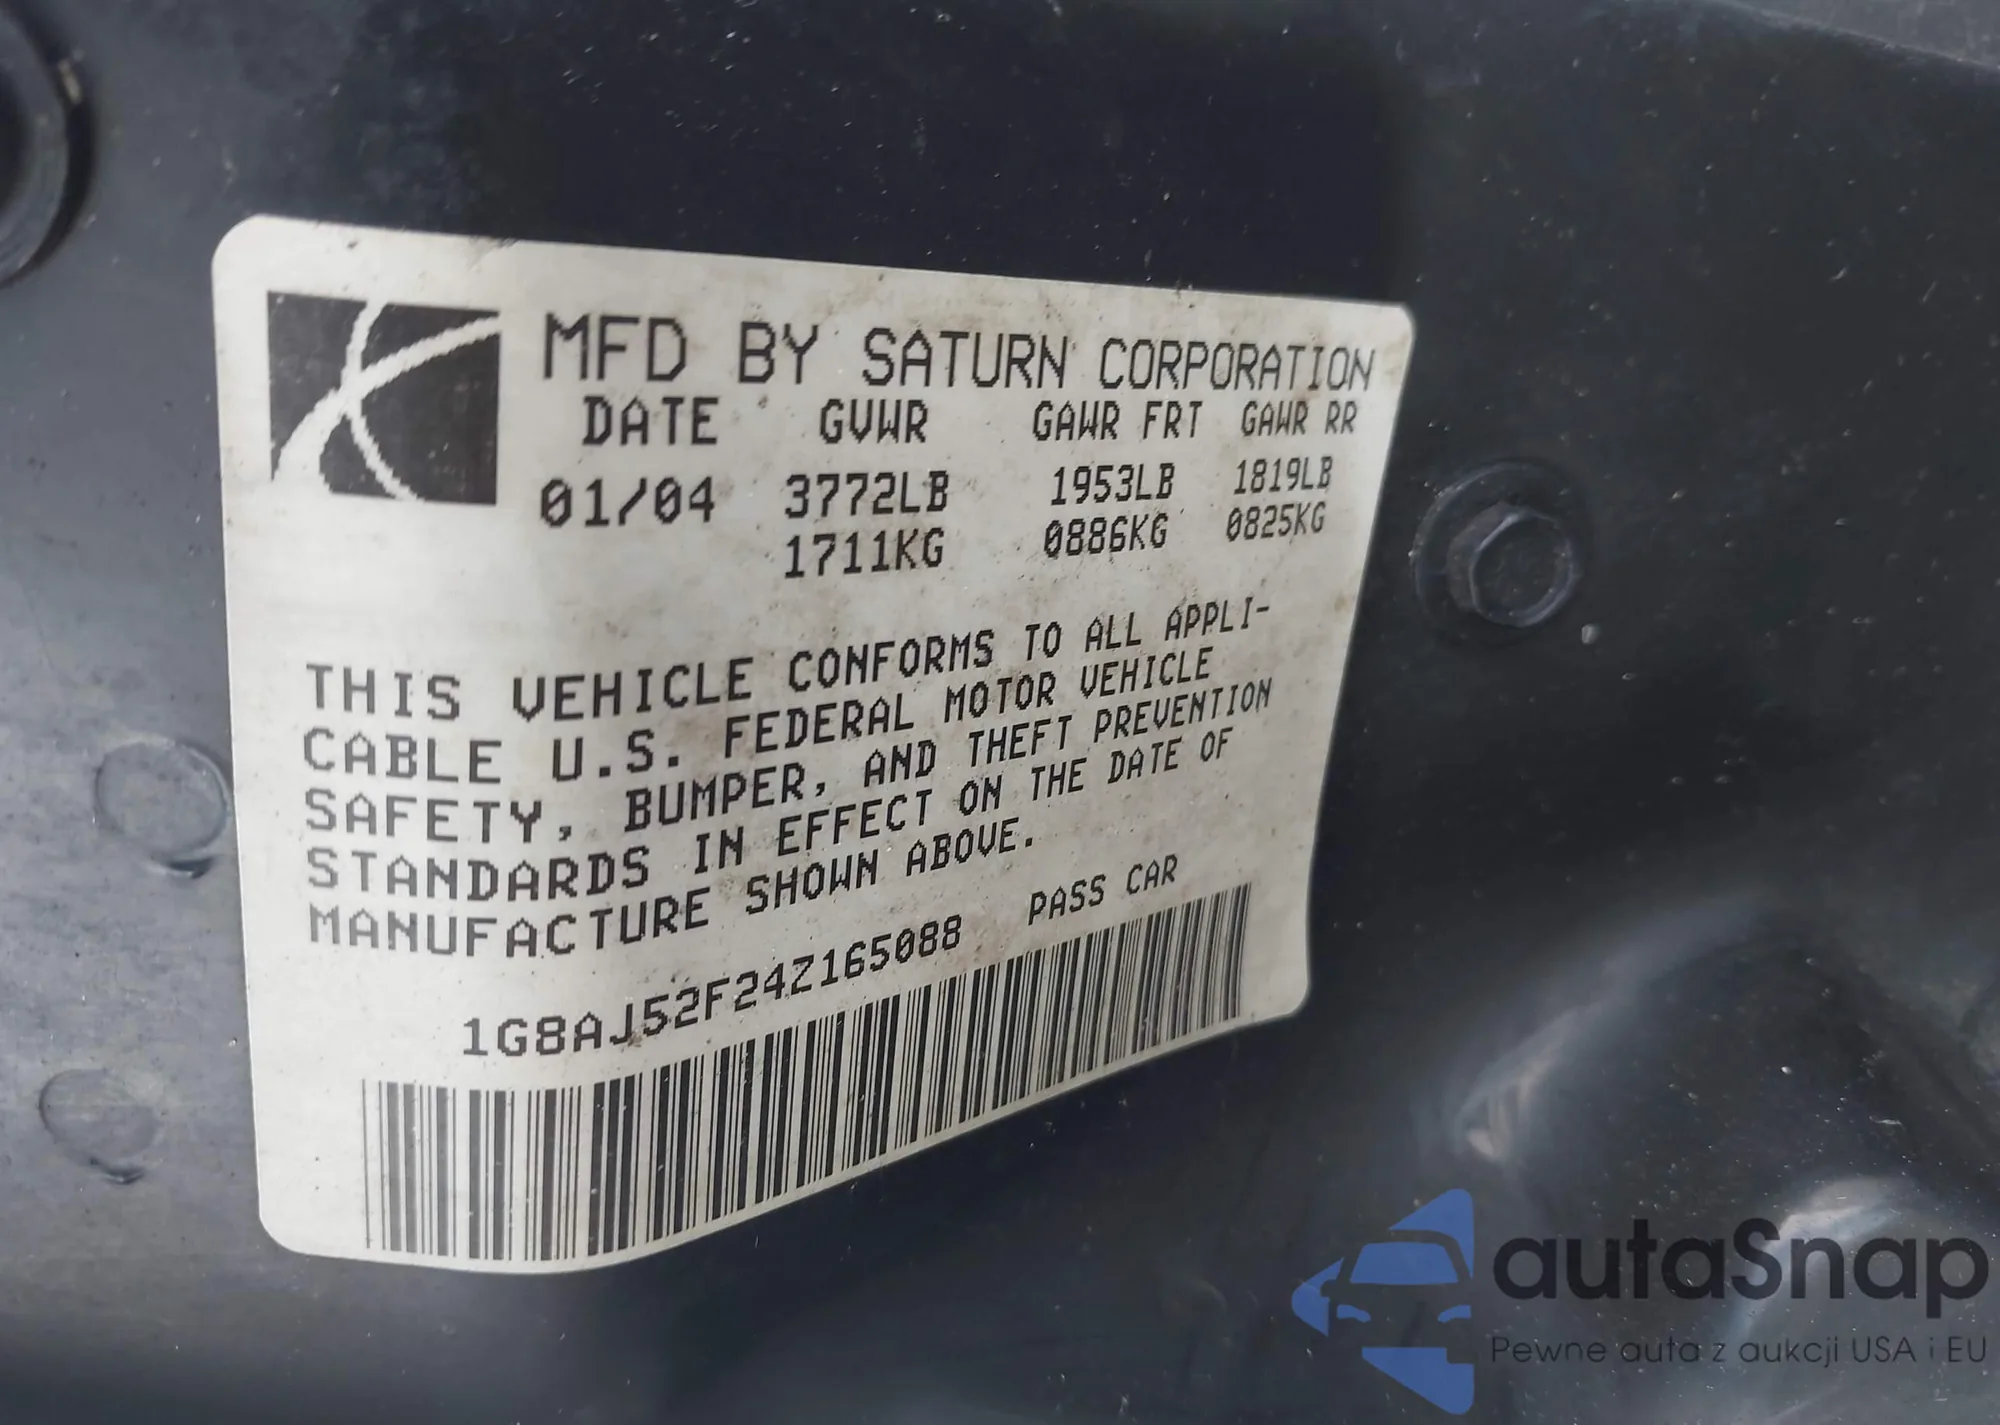 MFD BY SATURN CORPORATION
DATE GVWR GAWR FRT GAWR RR
01/04 3772LB 1953LB 1819LB
1711KG 0886KG 0825KG
THIS VEHICLE CONFORMS TO ALL APPLI-
CABLE U.S. FEDERAL MOTOR VEHICLE
SAFETY, BUMPER, AND THEFT PREVENTION
STANDARDS IN EFFECT ON THE DATE OF
MANUFACTURE SHOWN ABOVE.
1G8AJ52F24Z165088 PASS CAR
autaSnap
Pewne auta z aukcji USA i EU